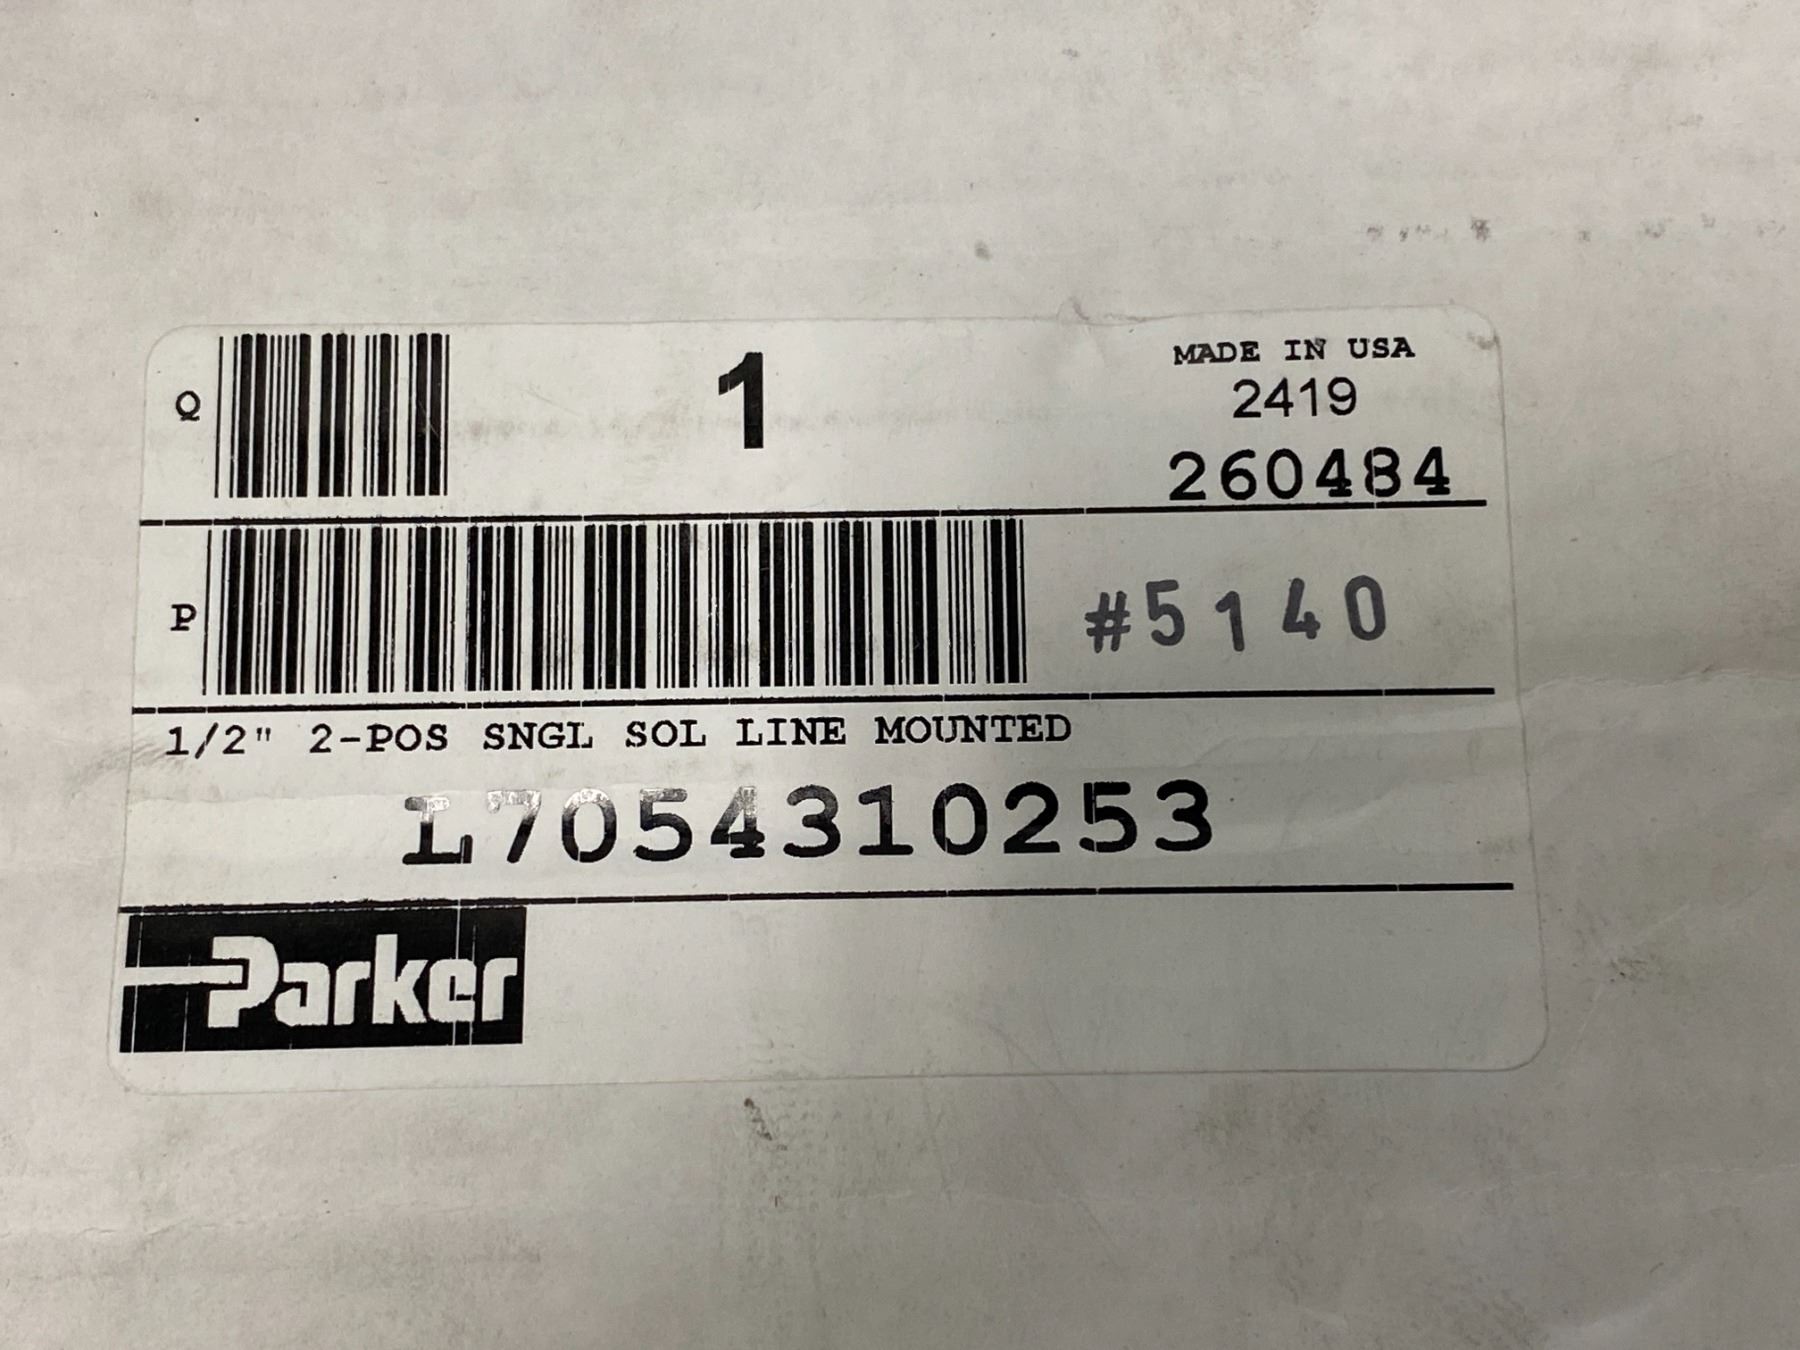 Q 1 MADE IN USA
2419
260484
P #5140
1/2" 2-POS SNGL SOL LINE MOUNTED
L7054310253
Parker